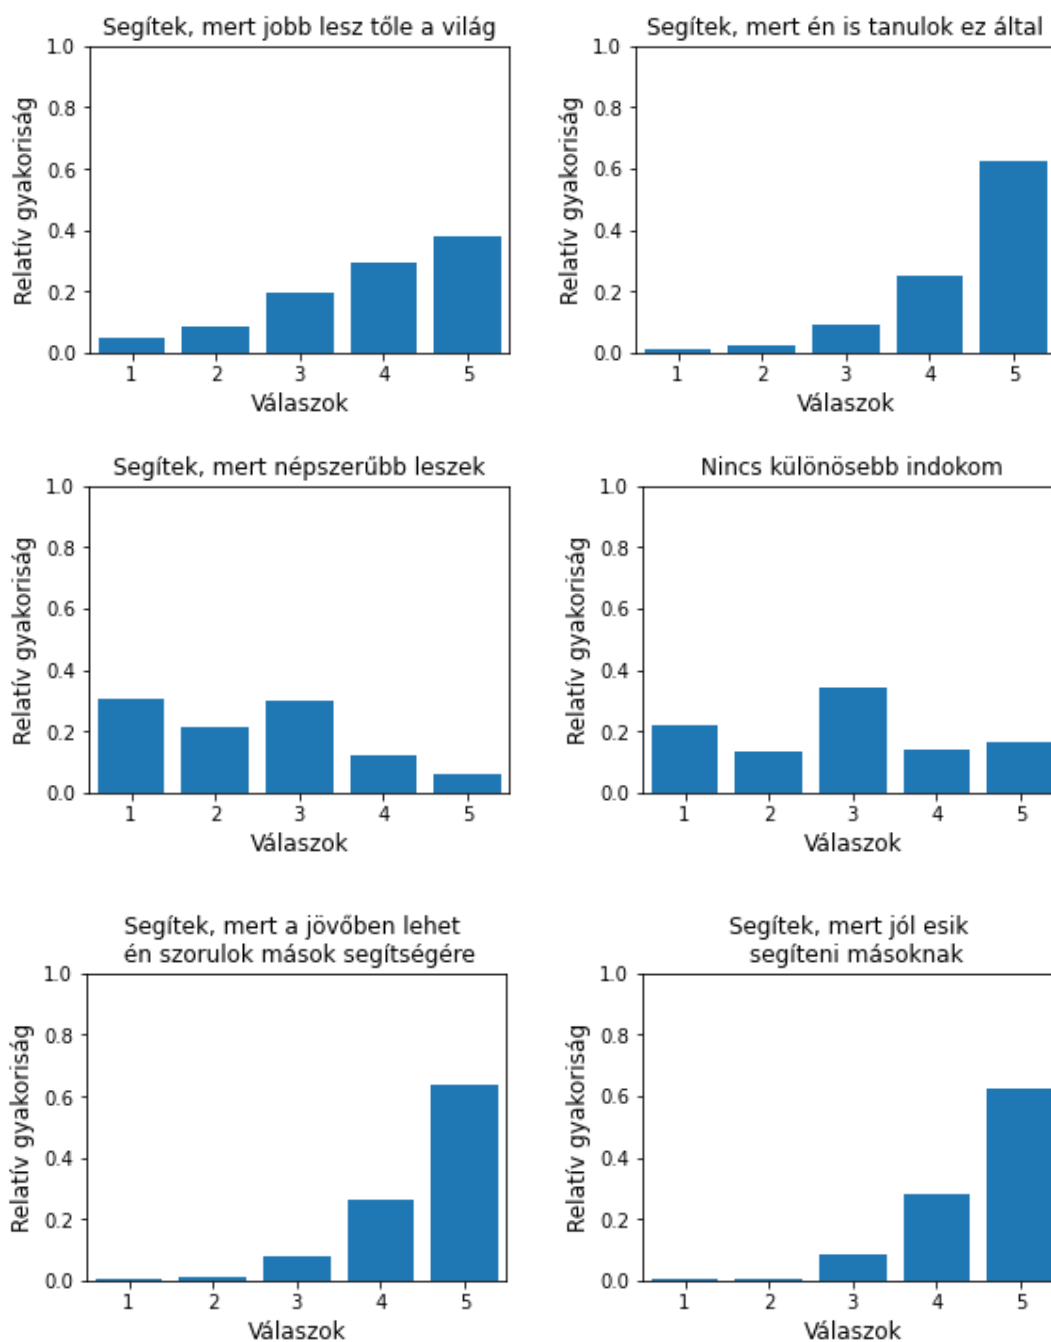 Segítek, mert jobb lesz tőle a világ
1.0
0.8
0.6
0.4
0.2
0.0
Relatív gyakoriság
1 2 3 4 5
Válaszok
Segítek, mert én is tanulok ez által
1.0
0.8
0.6
0.4
0.2
0.0
Relatív gyakoriság
1 2 3 4 5
Válaszok
Segítek, mert népszerűbb leszek
1.0
0.8
0.6
0.4
0.2
0.0
Relatív gyakoriság
1 2 3 4 5
Válaszok
Nincs különösebb indokom
1.0
0.8
0.6
0.4
0.2
0.0
Relatív gyakoriság
1 2 3 4 5
Válaszok
Segítek, mert a jövőben lehet
én szorulok mások segítségére
1.0
0.8
0.6
0.4
0.2
0.0
Relatív gyakoriság
1 2 3 4 5
Válaszok
Segítek, mert jól esik
segíteni másoknak
1.0
0.8
0.6
0.4
0.2
0.0
Relatív gyakoriság
1 2 3 4 5
Válaszok